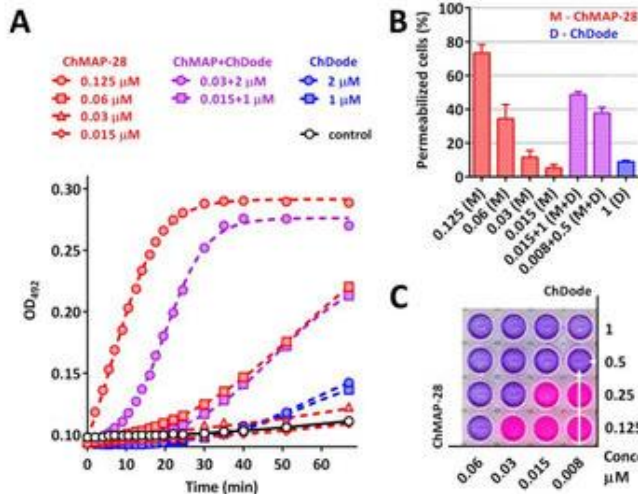 A
ChMAP-28
0.125 μM
0.06 μM
0.03 μM
0.015 μM
ChMAP+ChDode
0.03+2 μM
0.015+1 μM
ChDode
2 μM
1 μM
control
OD492
0.30
0.25
0.20
0.15
0.10
0 10 20 30 40 50 60
Time (min)
B
M - ChMAP-28
D - ChDode
Permeabilized cells (%)
100
80
60
40
20
0
0.125 (M)
0.06 (M)
0.03 (M)
0.015 (M)
0.015+1 (M+D)
0.008+0.5 (M+D)
1 (D)
C
ChDode
1
0.5
0.25
0.125
ChMAP-28
0.06 0.03 0.015 0.008
Conc
μM